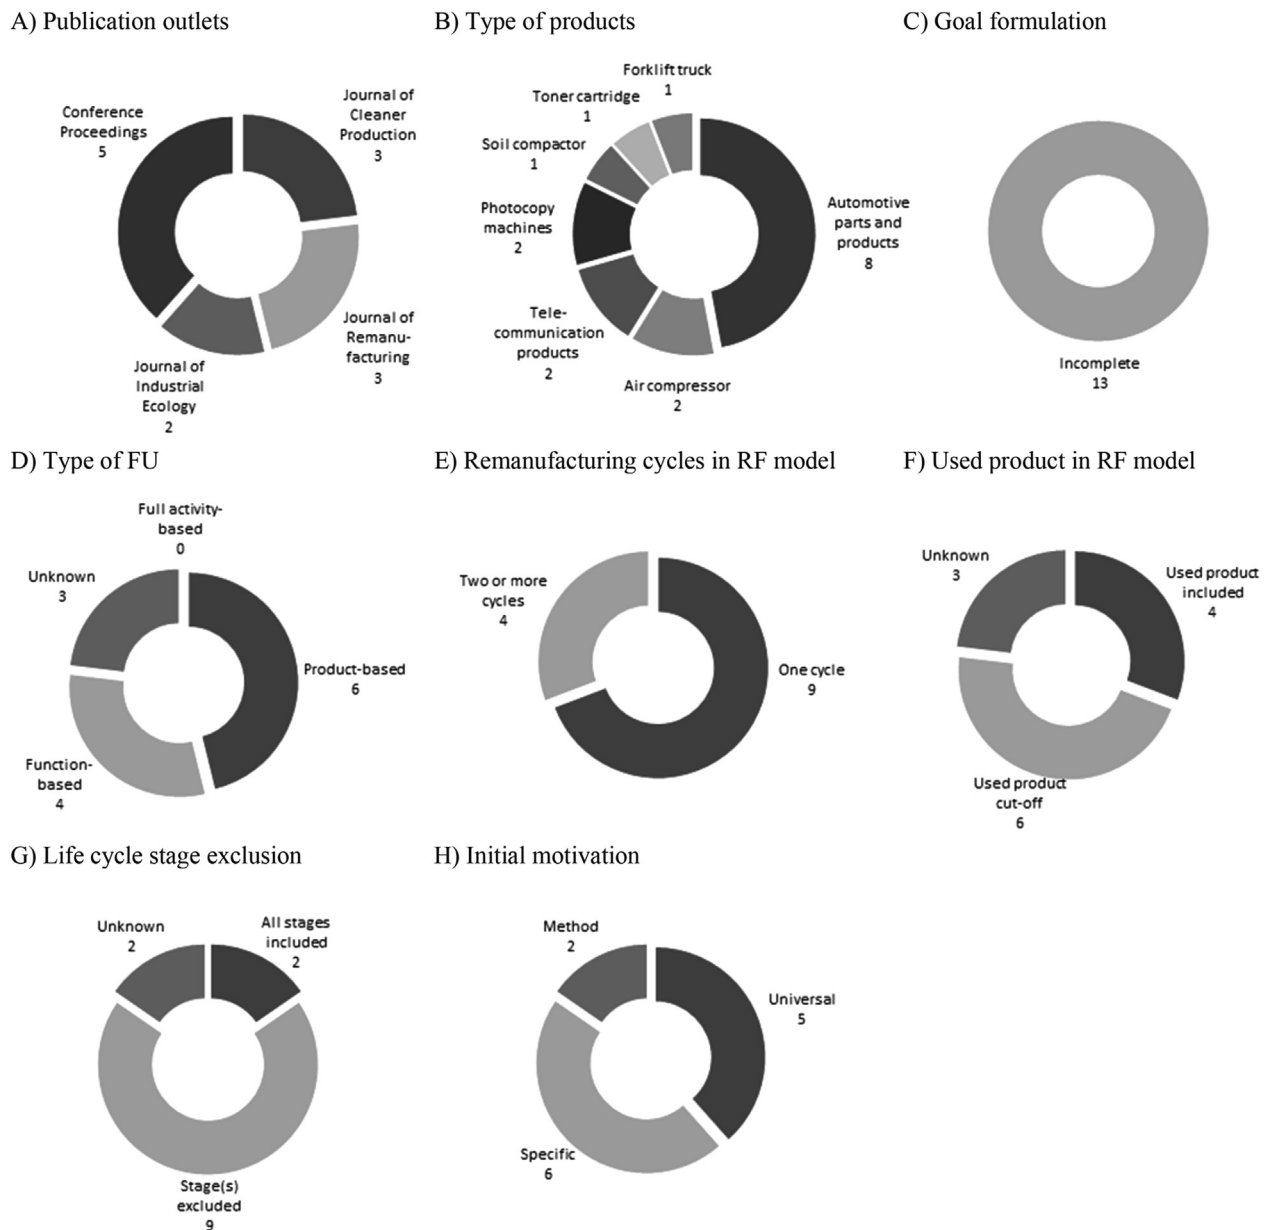 A) Publication outlets
Conference
Proceedings
5
Journal of
Cleaner
Production
3
Journal of
Remanu-
facturing
3
Journal of
Industrial
Ecology
2
B) Type of products
Forklift truck
1
Toner cartridge
1
Soil compactor
1
Photocopy
machines
2
Tele-
communication
products
2
Air compressor
2
Automotive
parts and
products
8
C) Goal formulation
Incomplete
13
D) Type of FU
Full activity-
based
0
Unknown
3
Product-based
6
Function-
based
4
E) Remanufacturing cycles in RF model
Two or more
cycles
4
One cycle
9
F) Used product in RF model
Unknown
3
Used product
included
4
Used product
cut-off
6
G) Life cycle stage exclusion
Unknown
2
All stages
included
2
Stage(s)
excluded
9
H) Initial motivation
Method
2
Universal
5
Specific
6